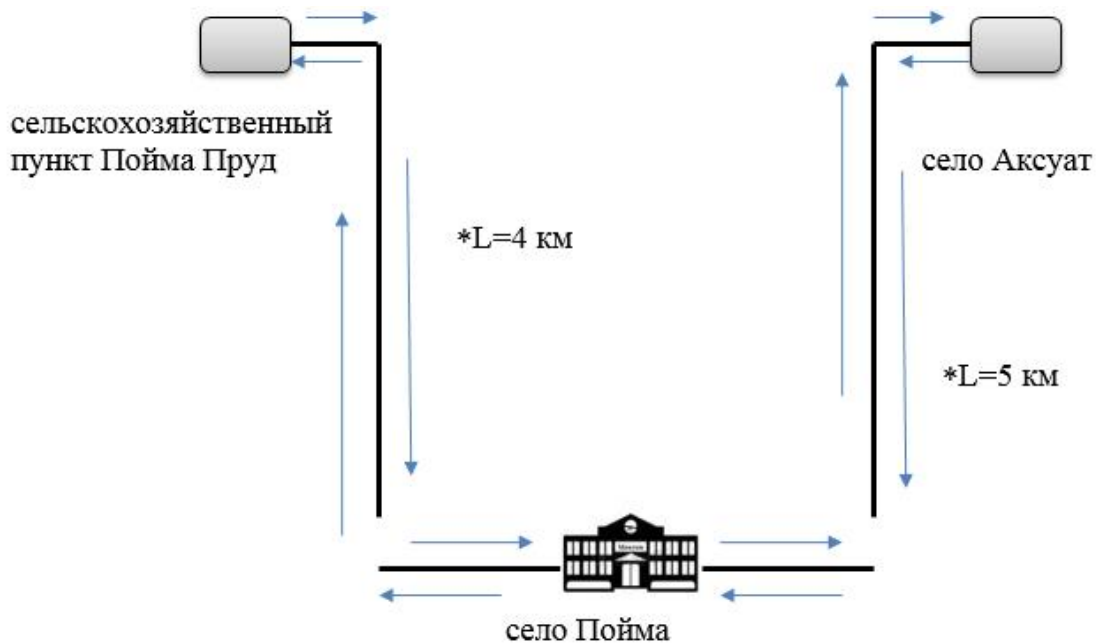 сельскохозяйственный
пункт Пойма Пруд
село Аксуат
*L=4 км
*L=5 км
село Пойма